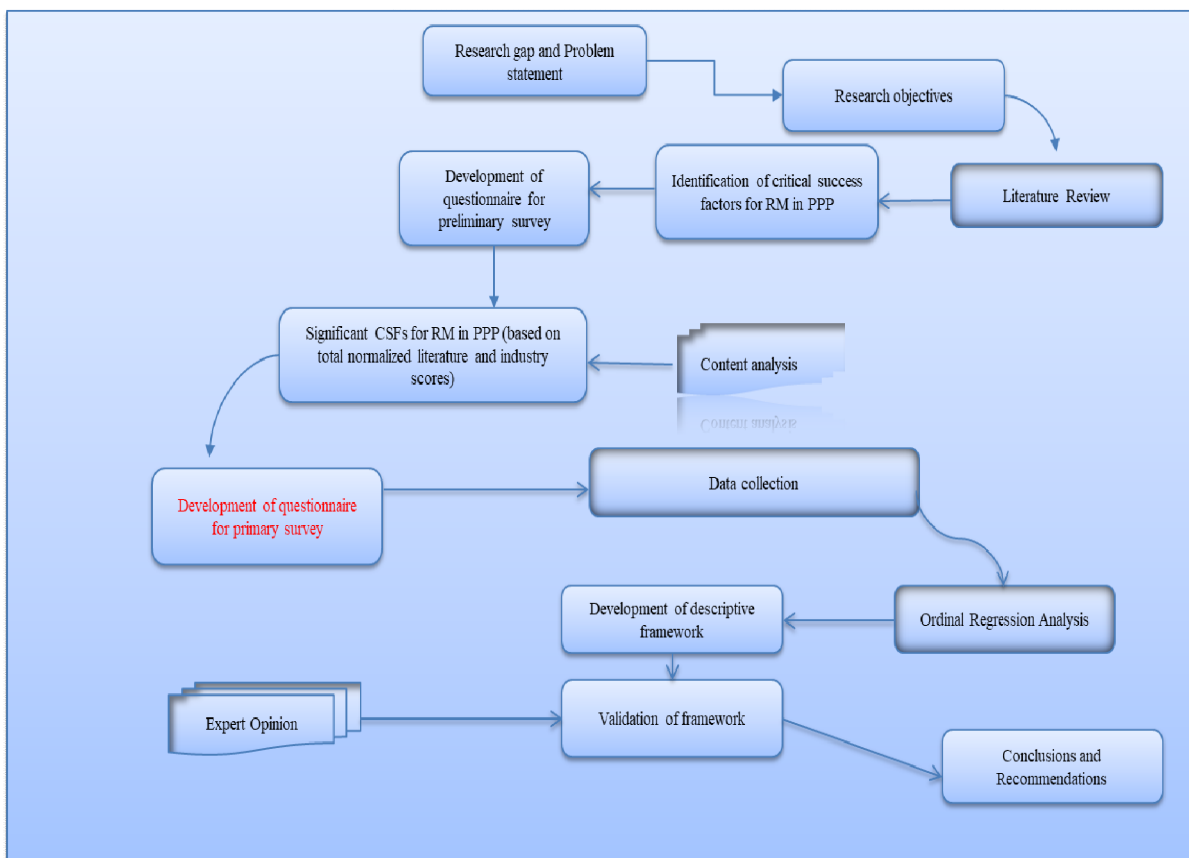 Research gap and Problem
statement
Research objectives
Literature Review
Identification of critical success
factors for RM in PPP
Development of
questionnaire for
preliminary survey
Significant CSFs for RM in PPP (based on
total normalized literature and industry
scores)
Content analysis
Development of questionnaire
for primary survey
Data collection
Ordinal Regression Analysis
Development of descriptive
framework
Expert Opinion
Validation of framework
Conclusions and
Recommendations